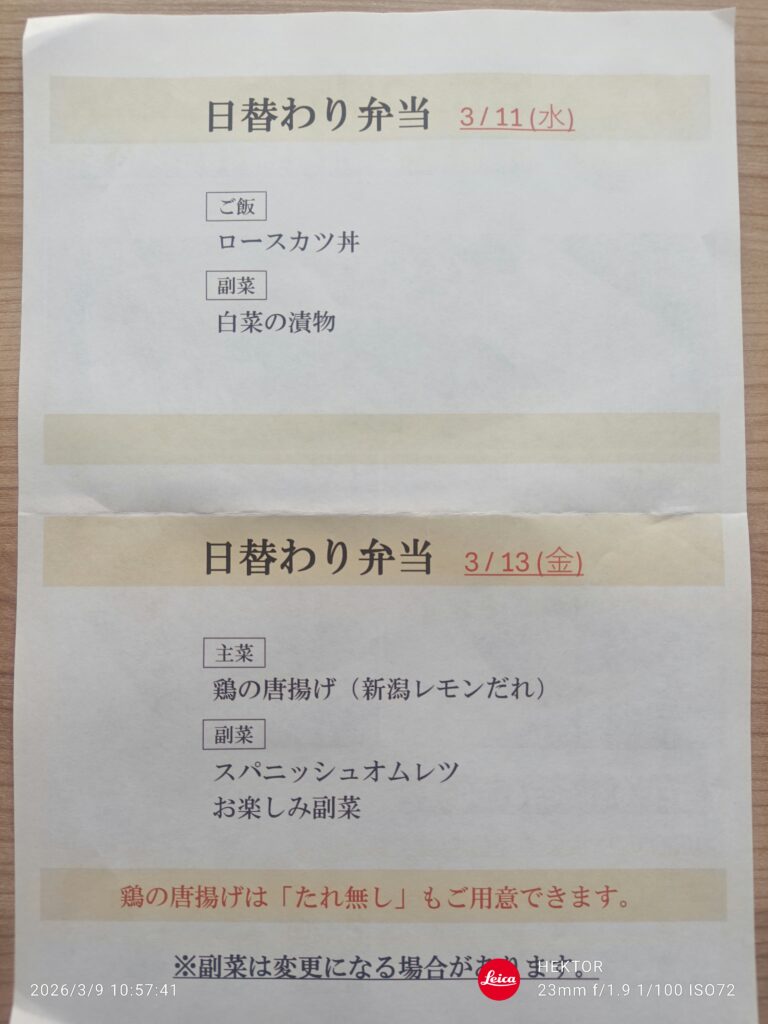 日替わり弁当 3/11(水)
ご飯
ロースカツ丼
副菜
白菜の漬物
日替わり弁当 3/13(金)
主菜
鶏の唐揚げ（新潟レモンだれ）
副菜
スパニッシュオムレツ
お楽しみ副菜
鶏の唐揚げは「たれ無し」もご用意できます。
※副菜は変更になる場合があります。
2026/3/9 10:57:41
Leica
HEKTOR
23mm f/1.9 1/100 ISO72